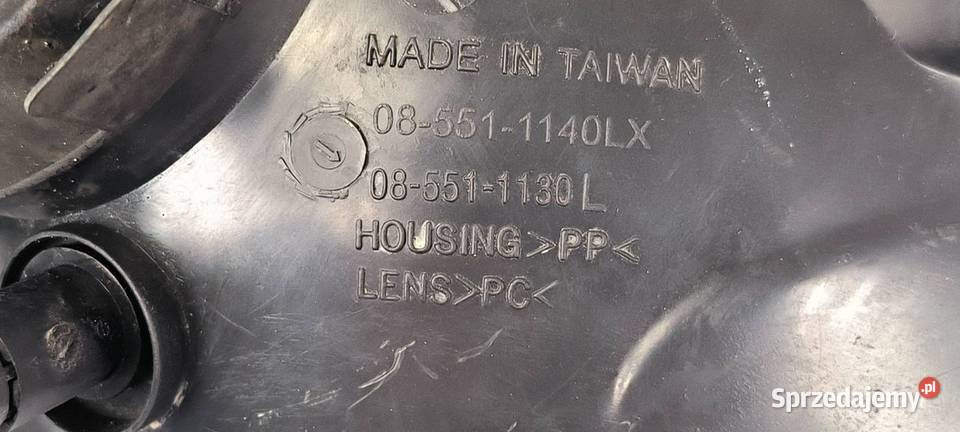 MADE IN TAIWAN
08-551-1140LX
08-551-1130 L
HOUSING>PP<
LENS>PC<
Sprzedajemy.pl